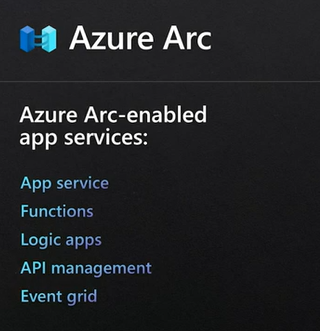 Azure Arc
Azure Arc-enabled
app services:
App service
Functions
Logic apps
API management
Event grid